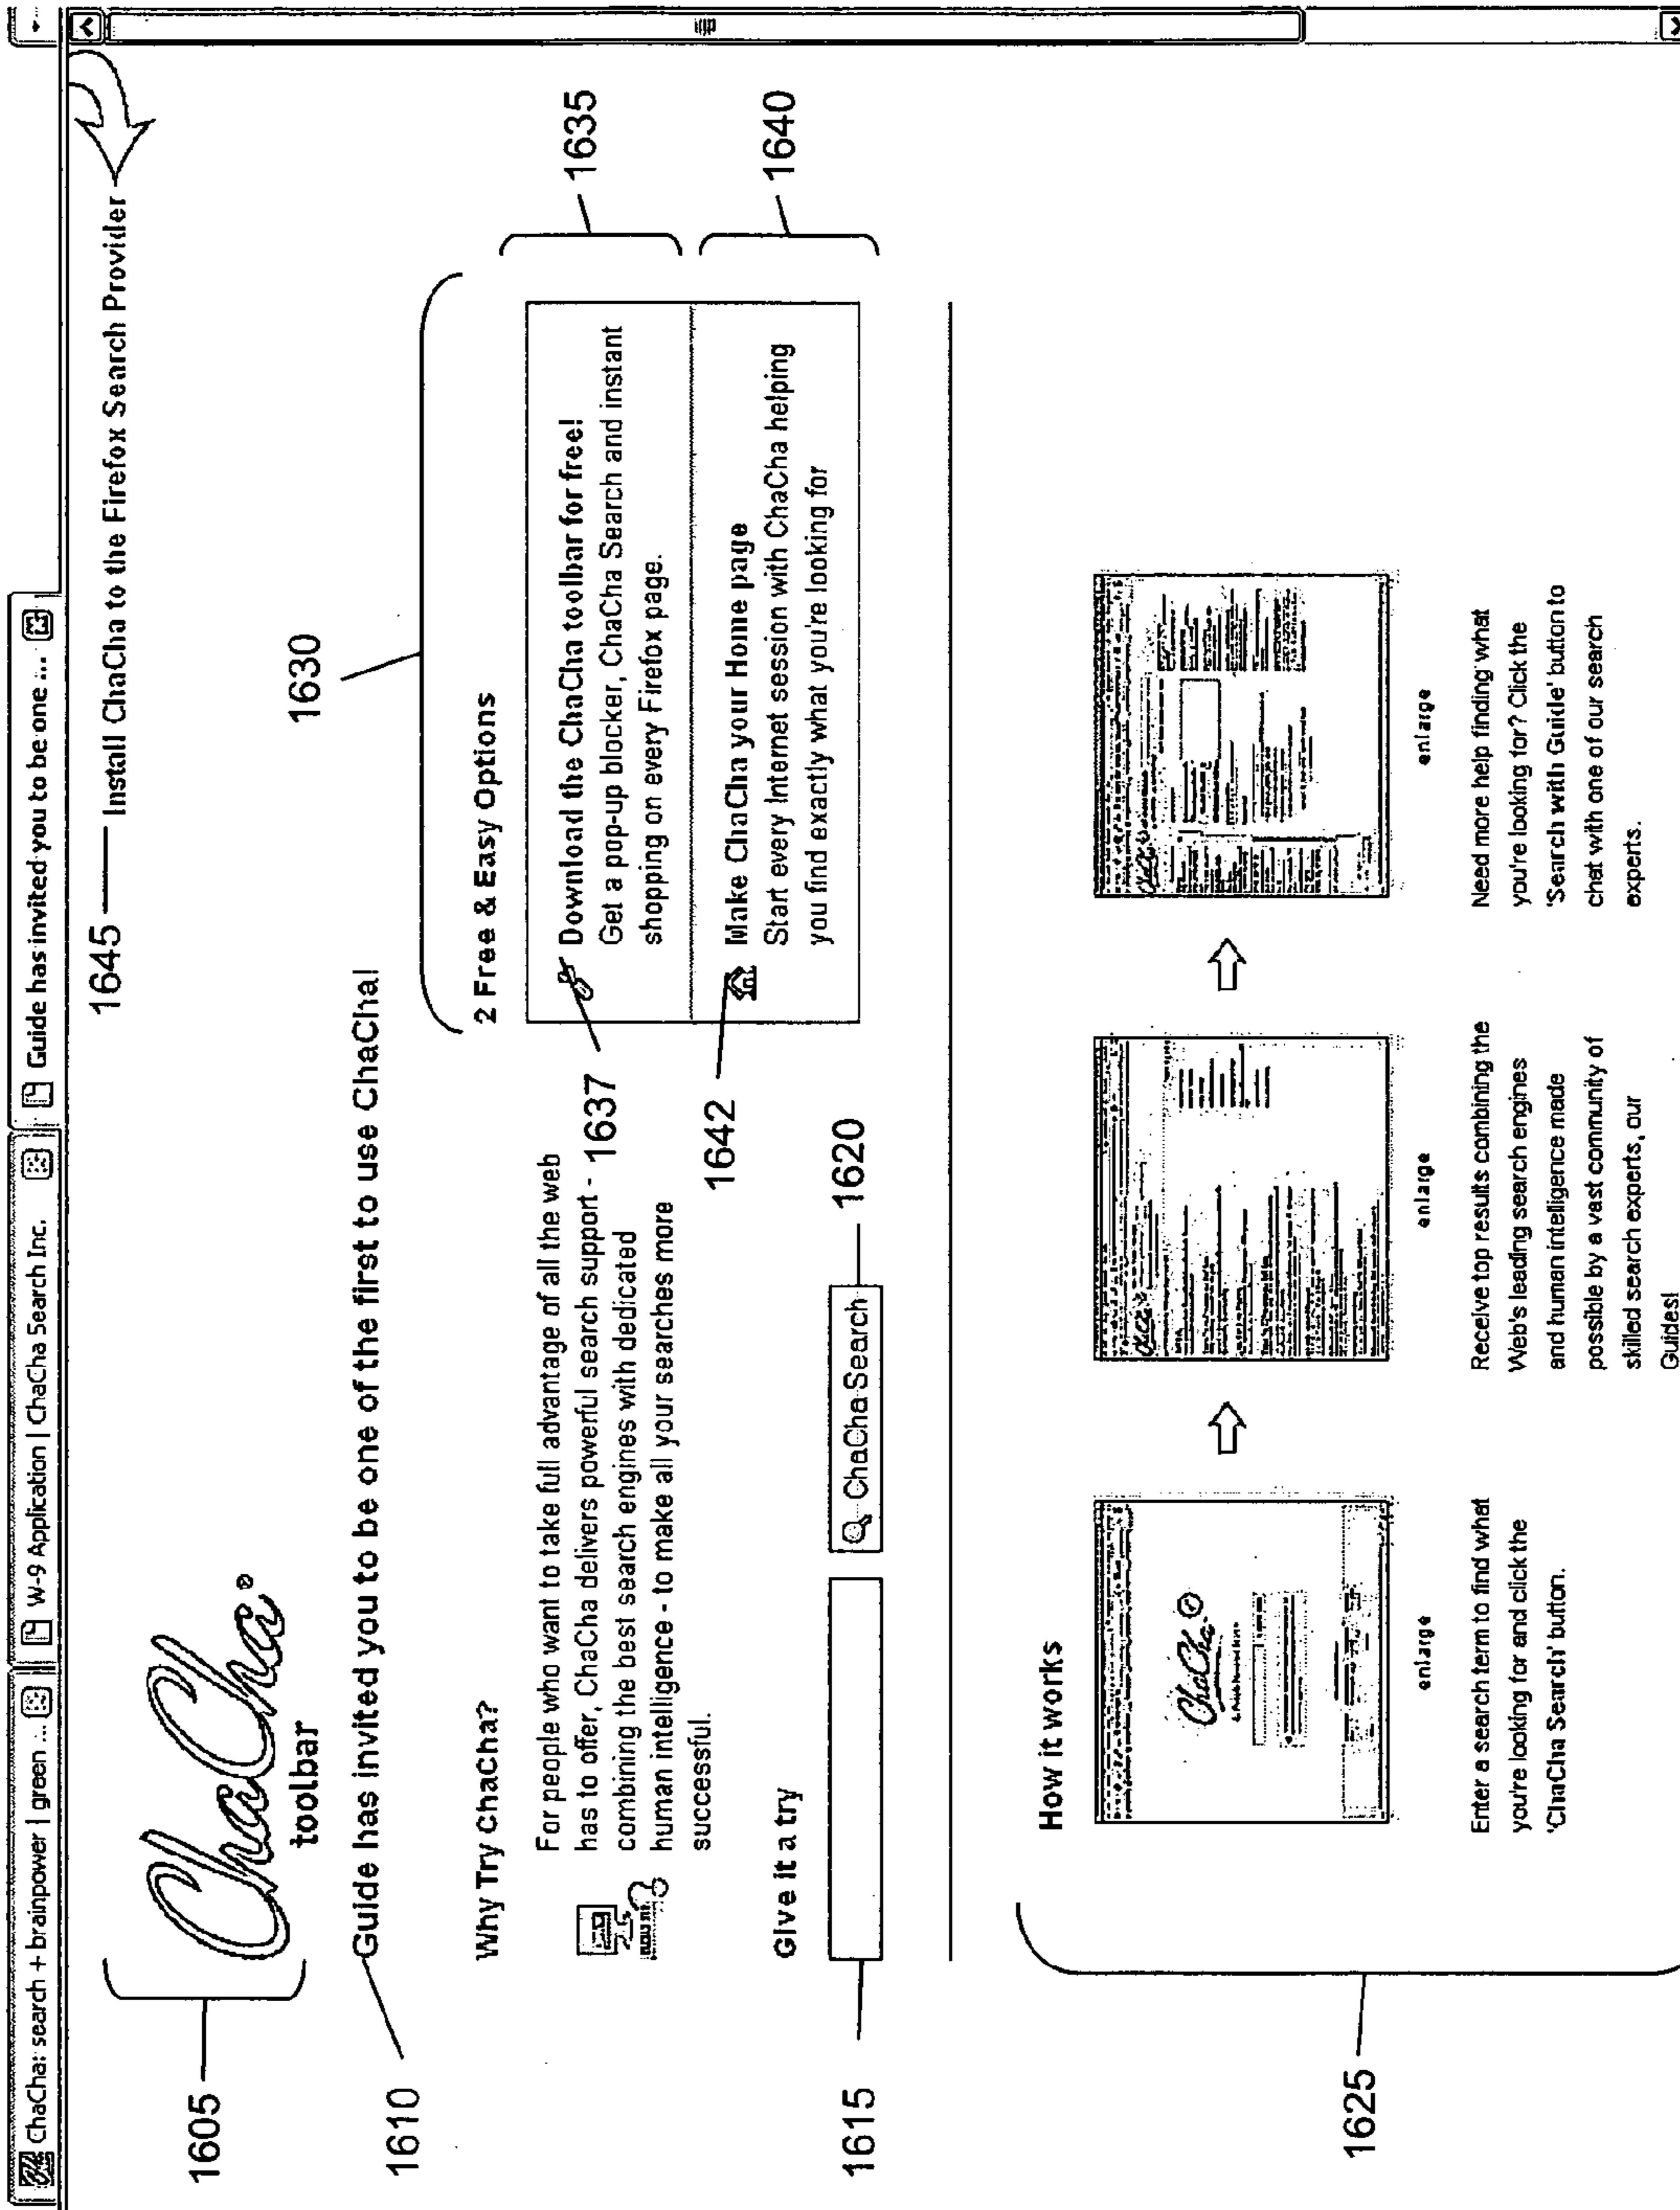 ChaCha: search + brainpower | green ...
W-9 Application | ChaCha Search Inc.
Guide has invited you to be one ...
1645
Install ChaCha to the Firefox Search Provider
1605
ChaCha
toolbar
1610
Guide has invited you to be one of the first to use ChaCha!
1630
Why Try ChaCha?
For people who want to take full advantage of all the web
has to offer, ChaCha delivers powerful search support -
combining the best search engines with dedicated
human intelligence - to make all your searches more
successful.
2 Free & Easy Options
1637
Download the ChaCha toolbar for free!
Get a pop-up blocker, ChaCha Search and instant
shopping on every Firefox page.
1635
1642
Make ChaCha your Home page
Start every Internet session with ChaCha helping
you find exactly what you're looking for
1640
Give it a try
1615
ChaCha Search
1620
How it works
1625
ChaCha
enlarge
Enter a search term to find what
you're looking for and click the
'ChaCha Search' button.
enlarge
Receive top results combining the
Web's leading search engines
and human intelligence made
possible by a vast community of
skilled search experts, our
Guides!
enlarge
Need more help finding what
you're looking for? Click the
'Search with Guide' button to
chat with one of our search
experts.